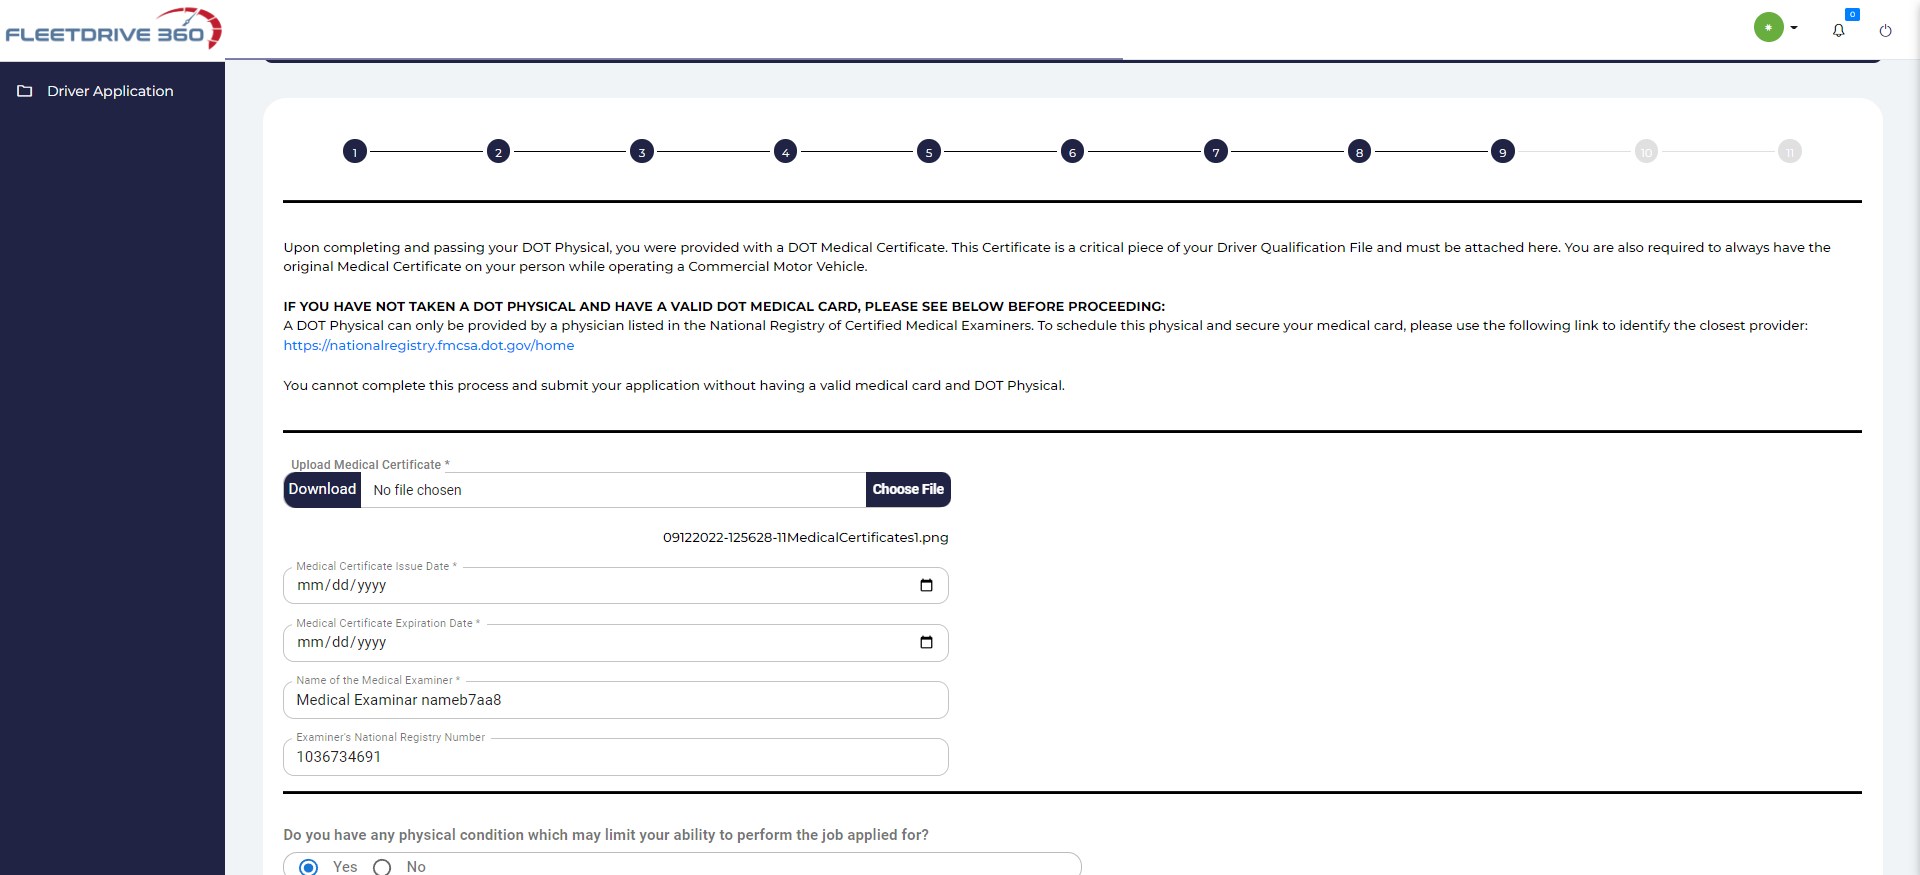 FLEETDRIVE 360
0
Driver Application
1 2 3 4 5 6 7 8 9 10 11
Upon completing and passing your DOT Physical, you were provided with a DOT Medical Certificate. This Certificate is a critical piece of your Driver Qualification File and must be attached here. You are also required to always have the
original Medical Certificate on your person while operating a Commercial Motor Vehicle.
IF YOU HAVE NOT TAKEN A DOT PHYSICAL AND HAVE A VALID DOT MEDICAL CARD, PLEASE SEE BELOW BEFORE PROCEEDING:
A DOT Physical can only be provided by a physician listed in the National Registry of Certified Medical Examiners. To schedule this physical and secure your medical card, please use the following link to identify the closest provider:
https://nationalregistry.fmcsa.dot.gov/home
You cannot complete this process and submit your application without having a valid medical card and DOT Physical.
Upload Medical Certificate *
Download No file chosen Choose File
09122022-125628-11MedicalCertificates1.png
Medical Certificate Issue Date *
mm/dd/yyyy
Medical Certificate Expiration Date *
mm/dd/yyyy
Name of the Medical Examiner *
Medical Examinar nameb7aa8
Examiner's National Registry Number
1036734691
Do you have any physical condition which may limit your ability to perform the job applied for?
Yes No